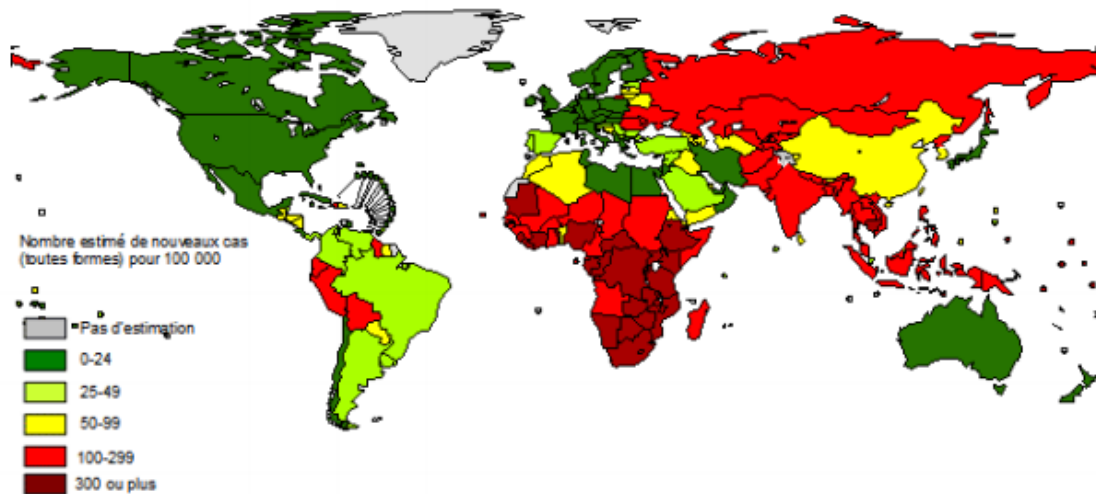 Nombre estimé de nouveaux cas
(toutes formes) pour 100 000
Pas d'estimation
0-24
25-49
50-99
100-299
300 ou plus